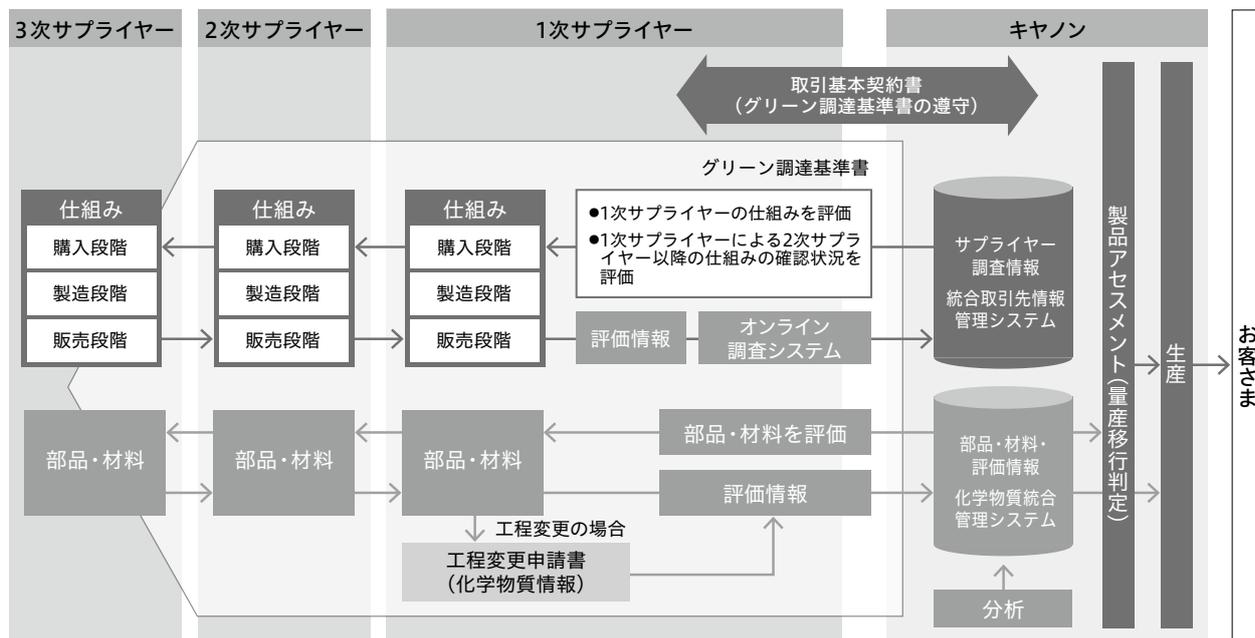 3次サプライヤー
2次サプライヤー
1次サプライヤー
キヤノン
取引基本契約書
（グリーン調達基準書の遵守）
グリーン調達基準書
仕組み
購入段階
製造段階
販売段階
仕組み
購入段階
製造段階
販売段階
仕組み
購入段階
製造段階
販売段階
●1次サプライヤーの仕組みを評価
●1次サプライヤーによる2次サプラ
イヤー以降の仕組みの確認状況を
評価
評価情報
オンライン
調査システム
サプライヤー
調査情報
統合取引先情報
管理システム
部品・材料
部品・材料
部品・材料
部品・材料を評価
評価情報
工程変更の場合
工程変更申請書
（化学物質情報）
部品・材料・
評価情報
化学物質統合
管理システム
分析
製品アセスメント（量産移行判定）
生産
お客さま